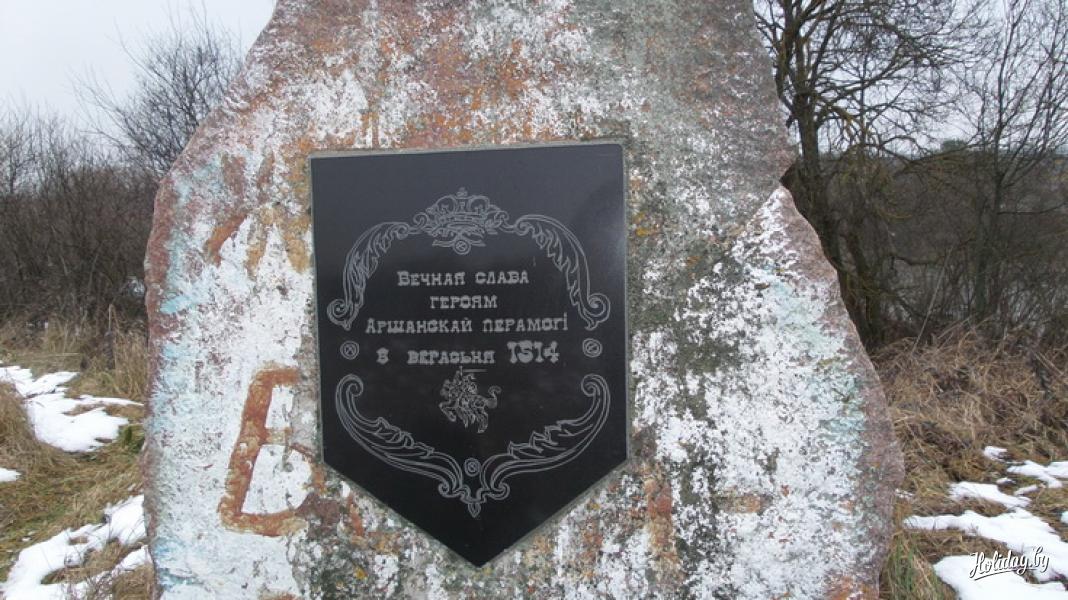 Вечная слава
героям
Аршанскай перамогі
8 верасьня 1514
Holiday.by